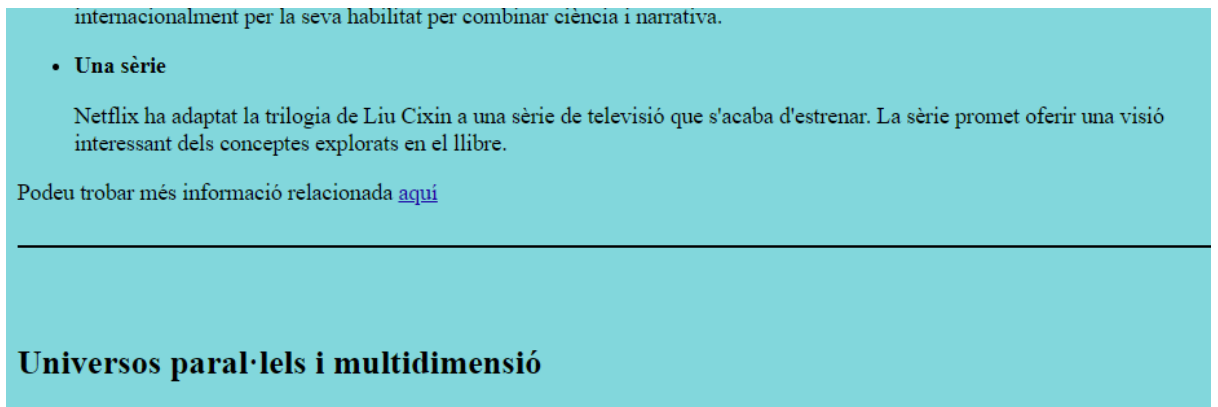 internacionalment per la seva habilitat per combinar ciència i narrativa.
• Una sèrie
Netflix ha adaptat la trilogia de Liu Cixin a una sèrie de televisió que s'acaba d'estrenar. La sèrie promet oferir una visió
interessant dels conceptes explorats en el llibre.
Podeu trobar més informació relacionada aquí
Universos paral·lels i multidimensió